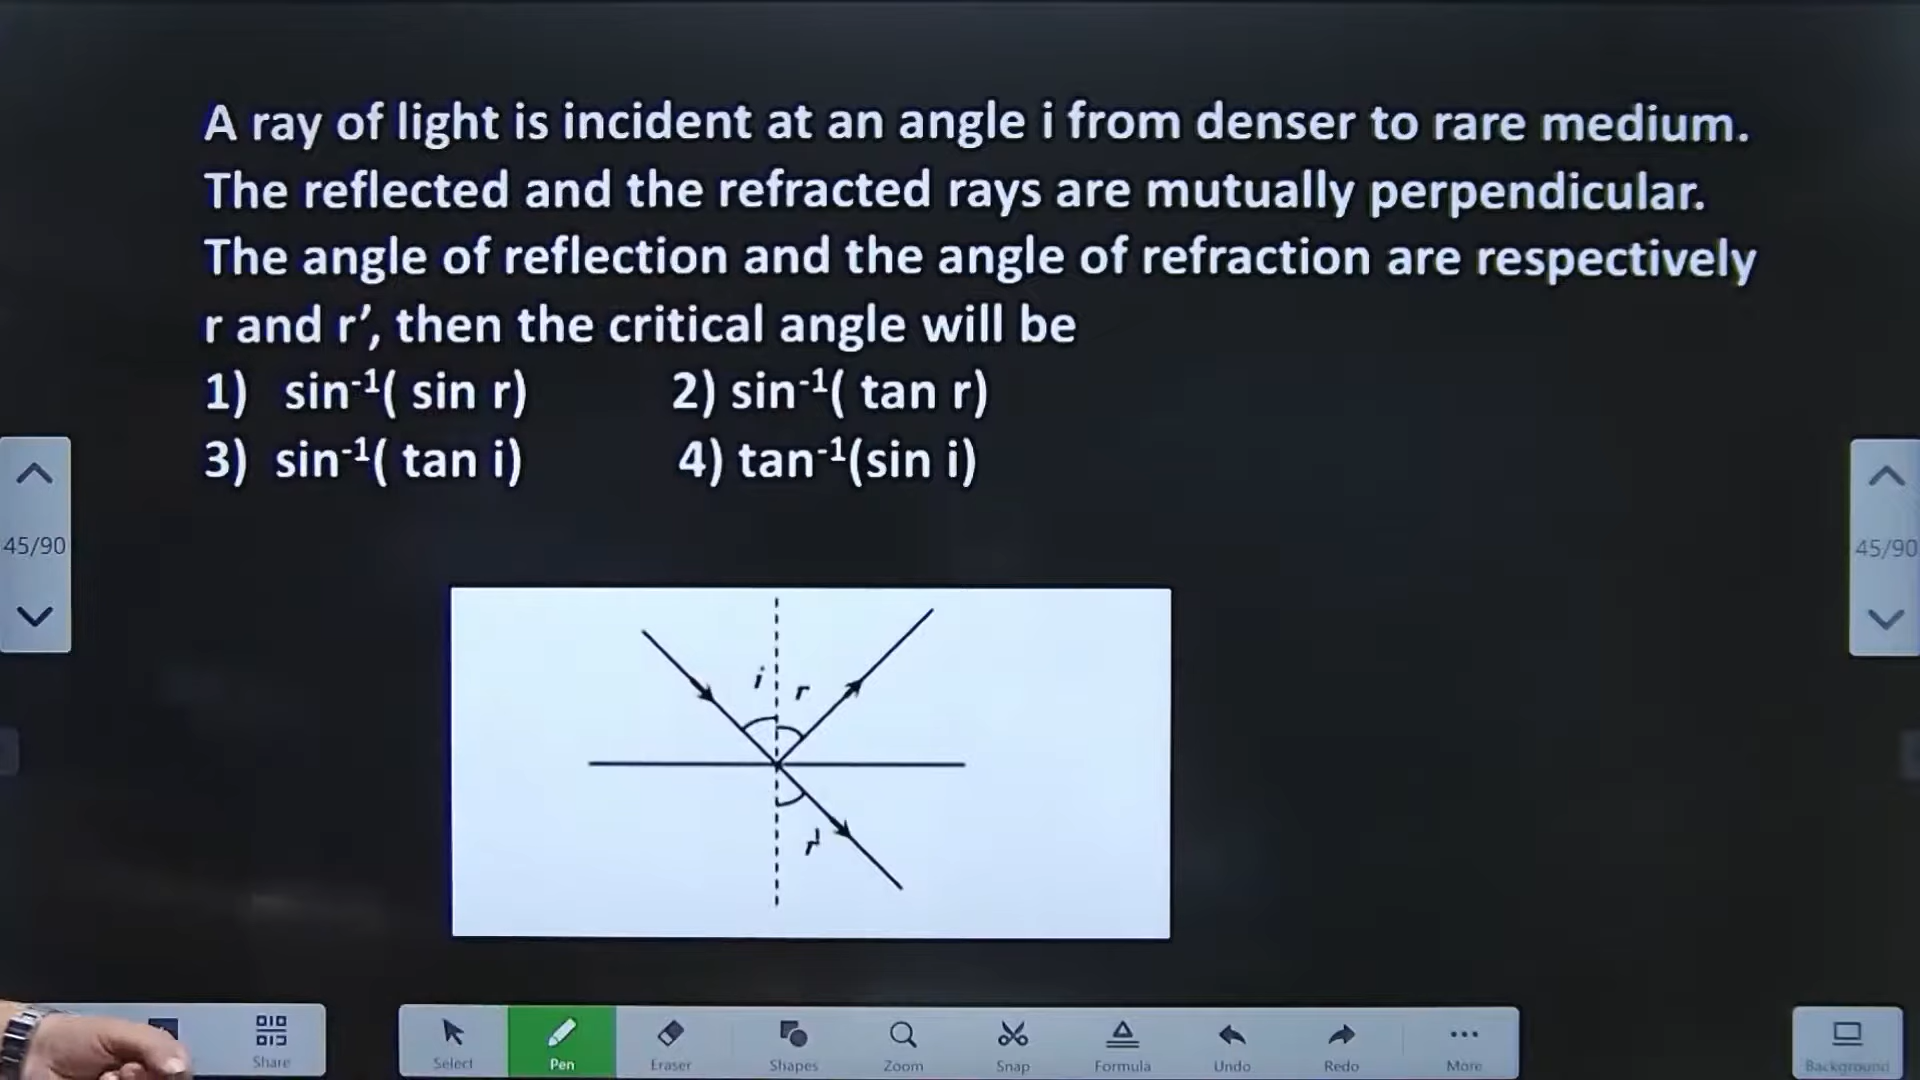 A ray of light is incident at an angle i from denser to rare medium.
The reflected and the refracted rays are mutually perpendicular.
The angle of reflection and the angle of refraction are respectively
r and r’, then the critical angle will be
1) sin⁻¹( sin r) 2) sin⁻¹( tan r)
3) sin⁻¹( tan i) 4) tan⁻¹(sin i)
45/90
45/90
i r
r'
Share Select Pen Eraser Shapes Zoom Snap Formula Undo Redo More Background